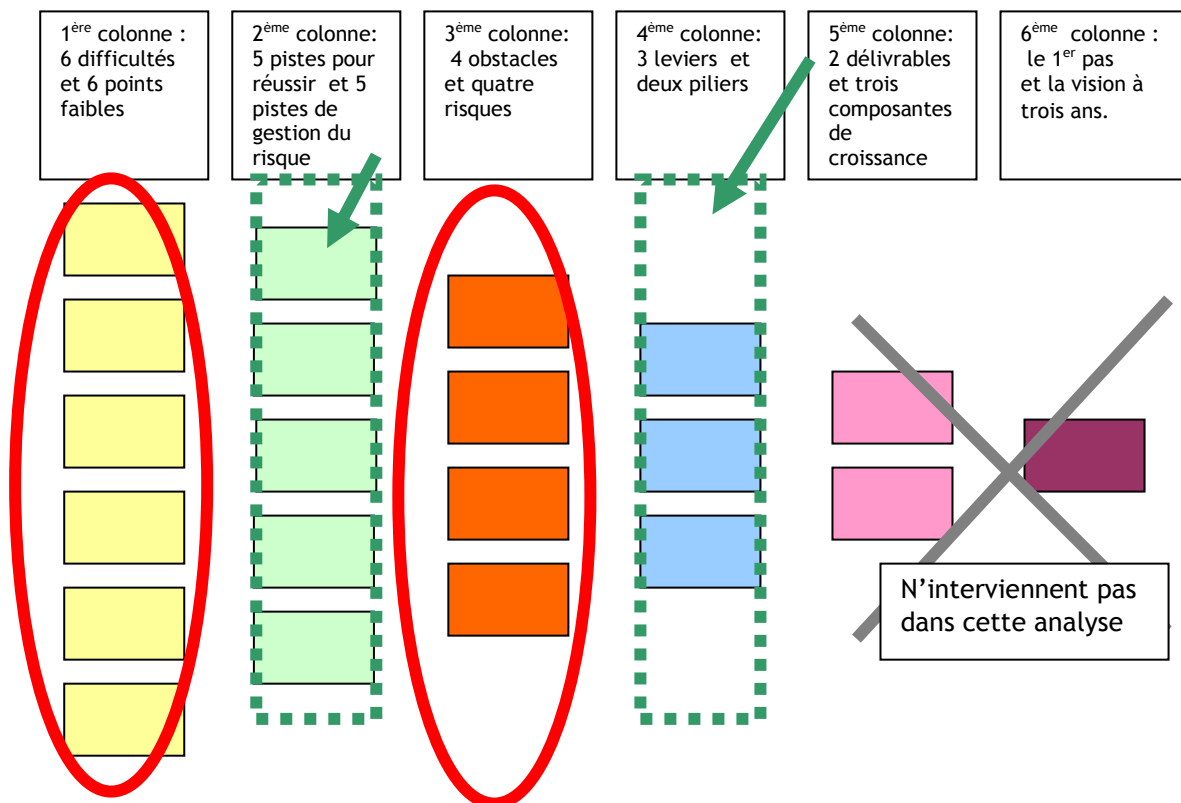 1ère colonne :
6 difficultés
et 6 points
faibles
2ème colonne:
5 pistes pour
réussir et 5
pistes de
gestion du
risque
3ème colonne:
4 obstacles
et quatre
risques
4ème colonne:
3 leviers et
deux piliers
5ème colonne:
2 délivrables
et trois
composantes
de
croissance
6ème colonne :
le 1er pas
et la vision à
trois ans.
N’interviennent pas
dans cette analyse